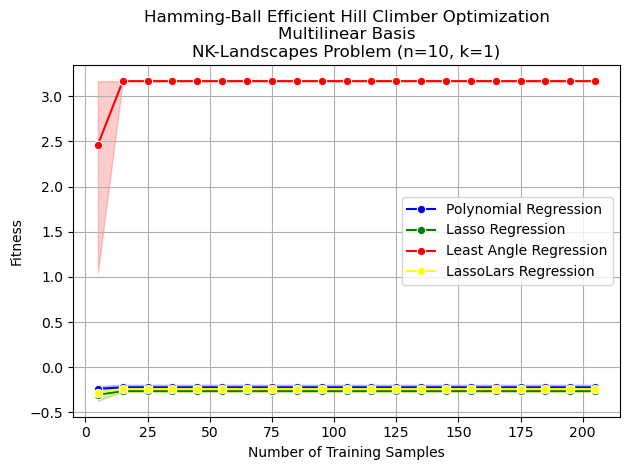 Hamming-Ball Efficient Hill Climber Optimization
Multilinear Basis
NK-Landscapes Problem (n=10, k=1)
3.0
2.5
2.0
1.5
1.0
0.5
0.0
−0.5
Fitness
Polynomial Regression
Lasso Regression
Least Angle Regression
LassoLars Regression
0 25 50 75 100 125 150 175 200
Number of Training Samples